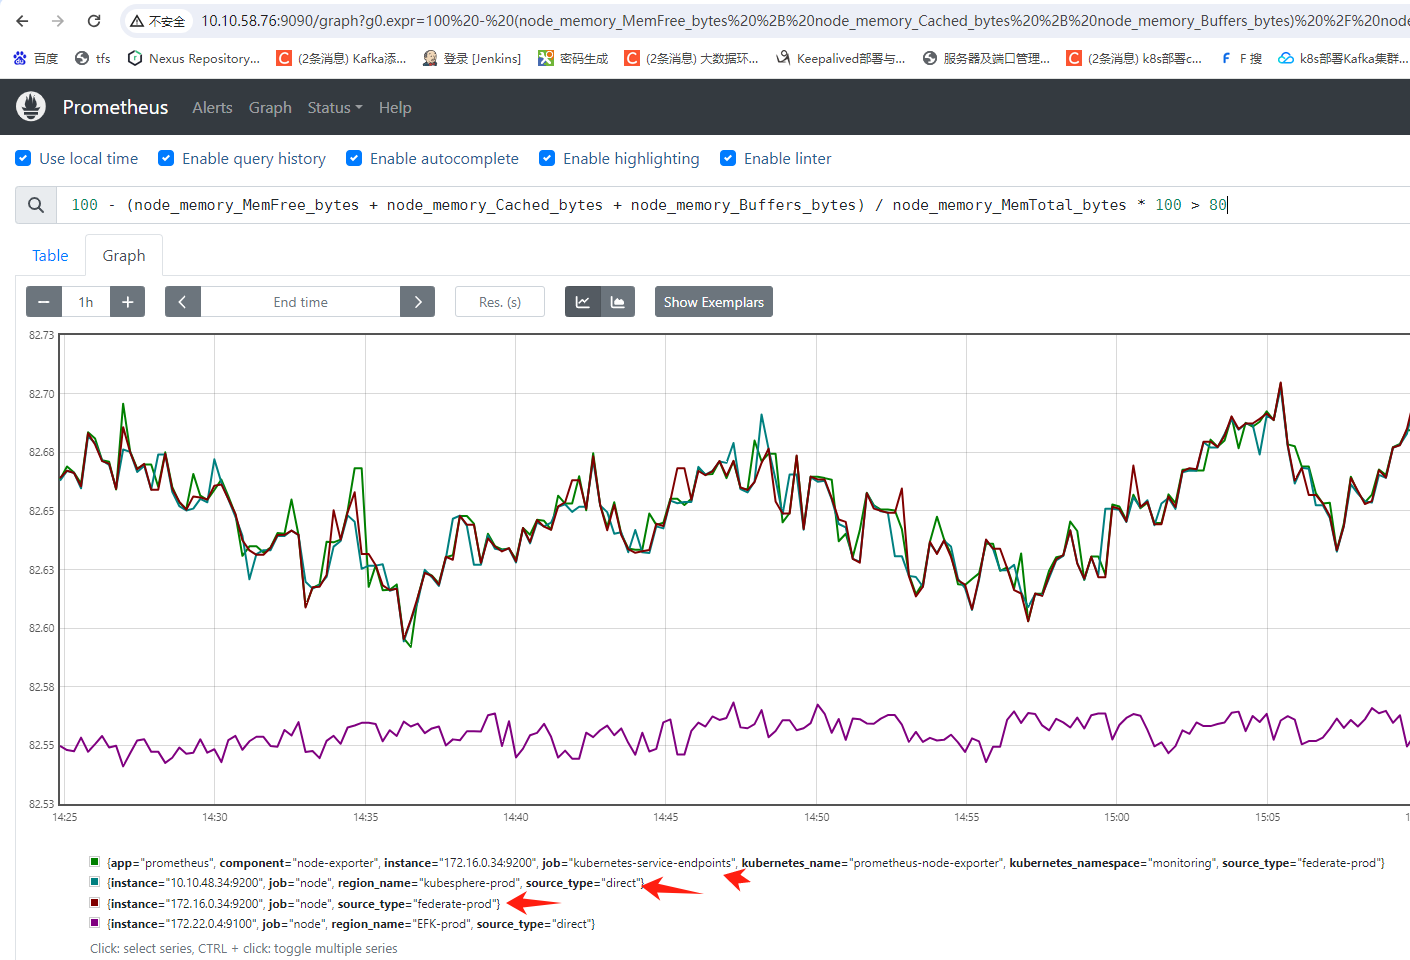 不安全 10.10.58.76:9090/graph?g0.expr=100%20-%20(node_memory_MemFree_bytes%20%2B%20node_memory_Cached_bytes%20%2B%20node_memory_Buffers_bytes)%20%2F%20node
百度 tfs Nexus Repository... (2条消息) Kafka添... 登录 [Jenkins] 密码生成 (2条消息) 大数据环... Keepalived部署与... 服务器及端口管理... (2条消息) k8s部署c... F 搜 k8s部署Kafka集群...
Prometheus Alerts Graph Status Help
Use local time Enable query history Enable autocomplete Enable highlighting Enable linter
100 - (node_memory_MemFree_bytes + node_memory_Cached_bytes + node_memory_Buffers_bytes) / node_memory_MemTotal_bytes * 100 > 80
Table Graph
1h End time Res. (s) Show Exemplars
82.73
82.70
82.68
82.65
82.63
82.60
82.58
82.55
82.53
14:25 14:30 14:35 14:40 14:45 14:50 14:55 15:00 15:05 1
{app="prometheus", component="node-exporter", instance="172.16.0.34:9200", job="kubernetes-service-endpoints", kubernetes_name="prometheus-node-exporter", kubernetes_namespace="monitoring", source_type="federate-prod"}
{instance="10.10.48.34:9200", job="node", region_name="kubesphere-prod", source_type="direct"}
{instance="172.16.0.34:9200", job="node", source_type="federate-prod"}
{instance="172.22.0.4:9100", job="node", region_name="EFK-prod", source_type="direct"}
Click: select series, CTRL + click: toggle multiple series